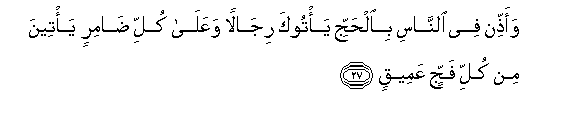 وَأَذِّن فِى ٱلنَّاسِ بِٱلْحَجِّ يَأْتُوكَ رِجَالًا وَعَلَىٰ كُلِّ ضَامِرٍ يَأْتِينَ
مِن كُلِّ فَجٍّ عَمِيقٍ ﴿٢٧﴾